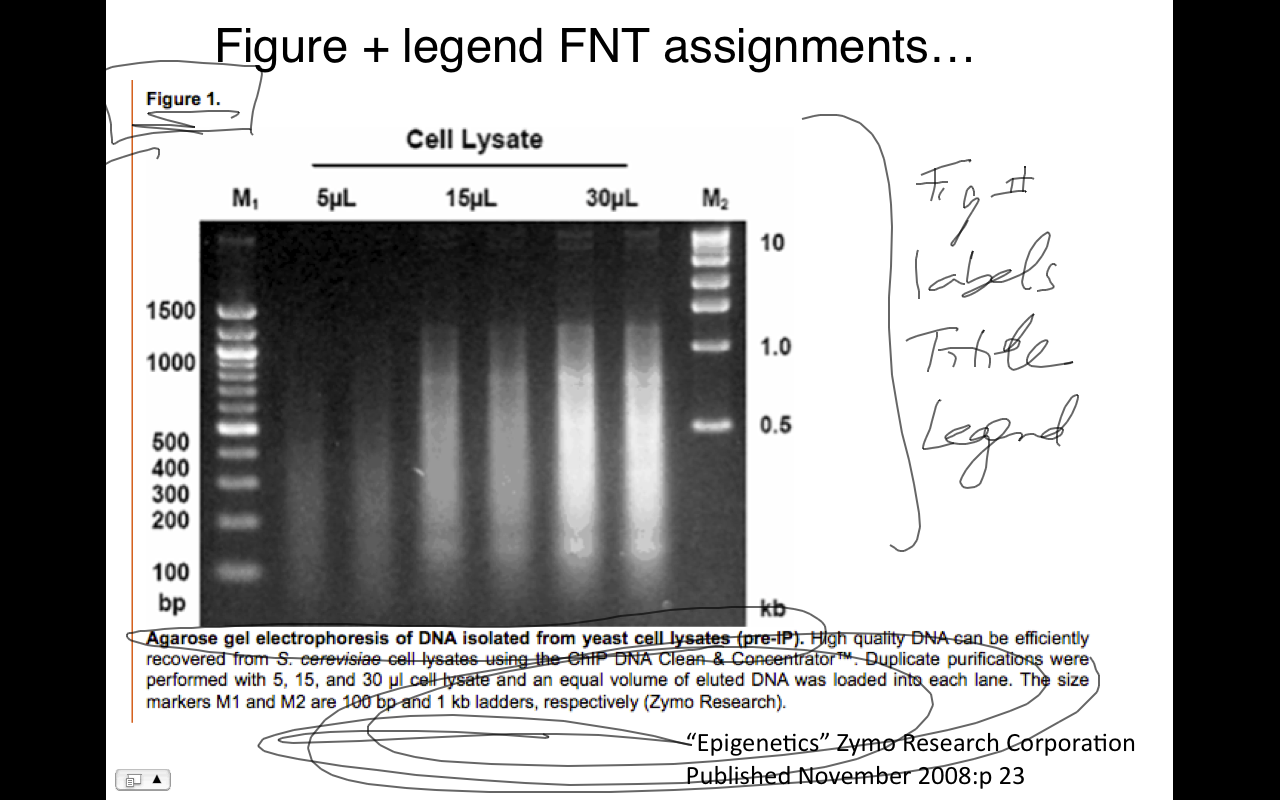 Figure + legend FNT assignments…
Figure 1.
Cell Lysate
M₁ 5µL 15µL 30µL M₂
10
1500
1000
1.0
500
0.5
400
300
200
100
bp
kb
Agarose gel electrophoresis of DNA isolated from yeast cell lysates (pre-IP). High quality DNA can be efficiently
recovered from S. cerevisiae cell lysates using the ChIP DNA Clean & Concentrator™. Duplicate purifications were
performed with 5, 15, and 30 µl cell lysate and an equal volume of eluted DNA was loaded into each lane. The size
markers M1 and M2 are 100 bp and 1 kb ladders, respectively (Zymo Research).
Fig #
labels
Title
Legend
“Epigenetics” Zymo Research Corporation
Published November 2008:p 23